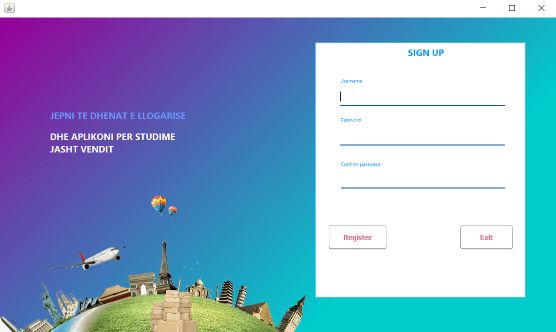 JEPNI TE DHENAT E LLOGARISE
DHE APLIKONI PER STUDIME
JASHT VENDIT
SIGN UP
Username
Password
Confirm password
Register
Exit